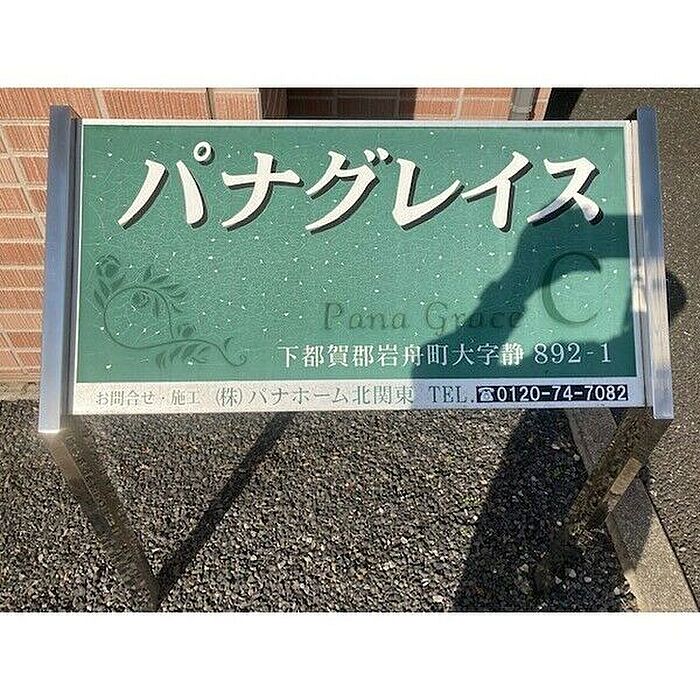 パナグレイス
Pana Grace C
下都賀郡岩舟町大字静 892-1
お問合せ・施工 (株)パナホーム北関東 TEL.☎0120-74-7082